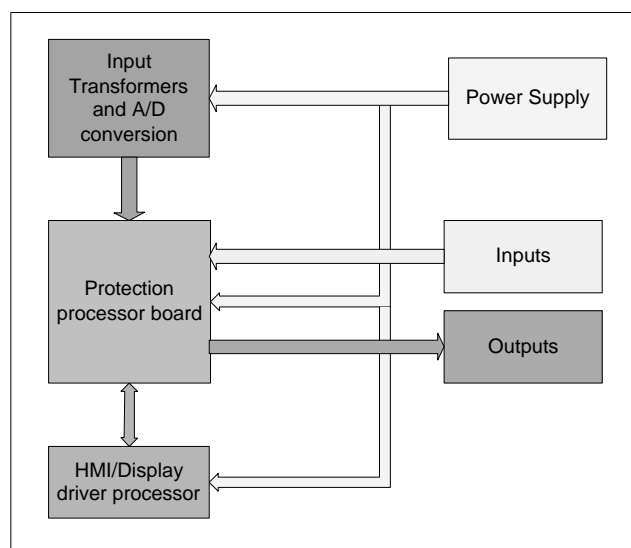 Input
Transformers
and A/D
conversion
Power Supply
Inputs
Protection
processor board
Outputs
HMI/Display
driver processor